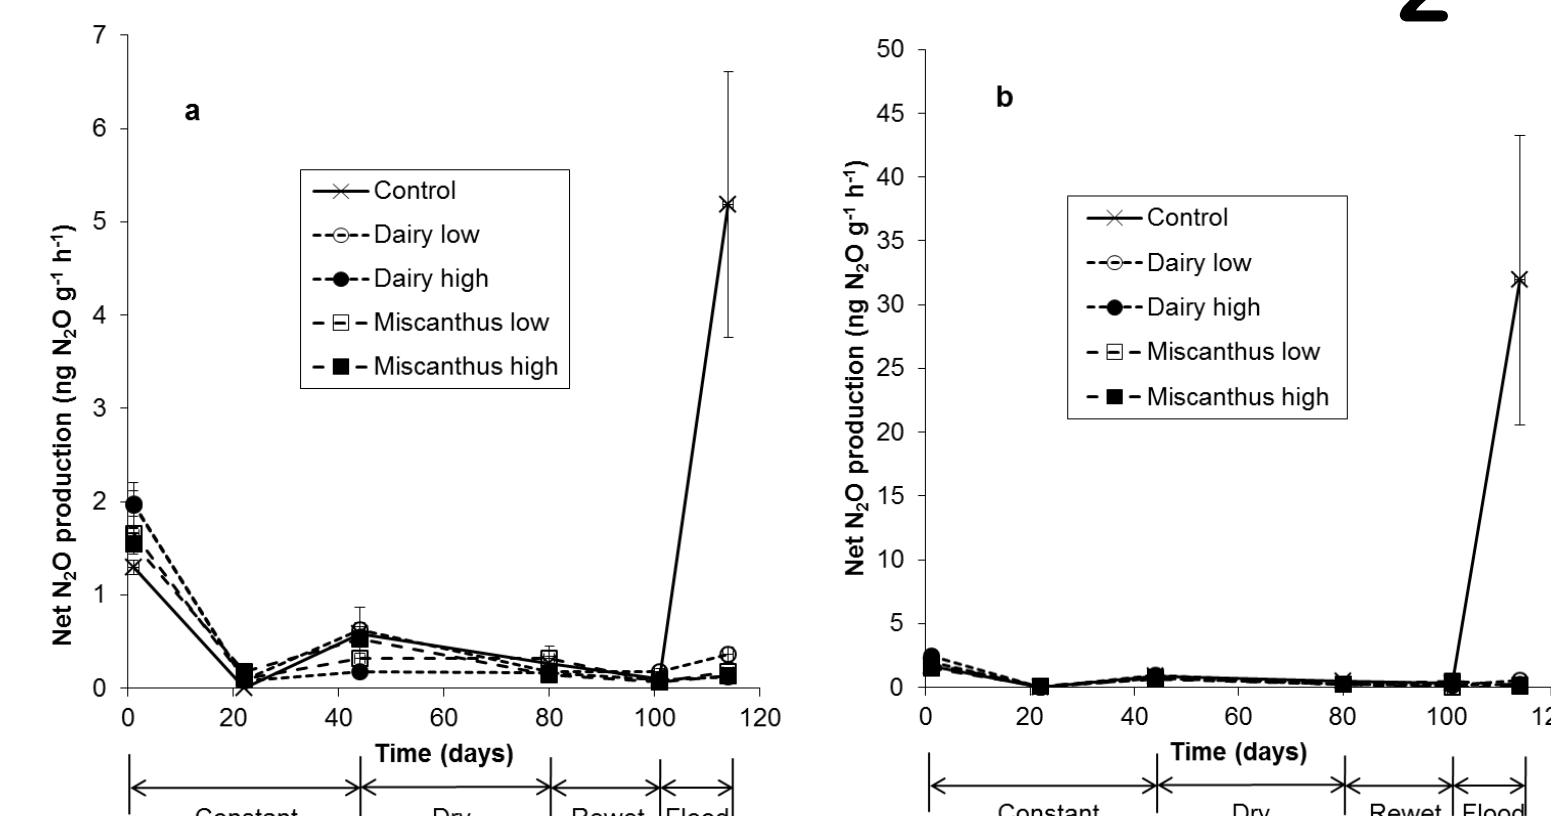 2
7
6
5
4
3
2
1
0
a
Control
Dairy low
Dairy high
Miscanthus low
Miscanthus high
Net N₂O production (ng N₂O g⁻¹ h⁻¹)
0 20 40 60 80 100 120
Time (days)
Constant Dry Rewet Flood
50
45
40
35
30
25
20
15
10
5
0
b
Control
Dairy low
Dairy high
Miscanthus low
Miscanthus high
Net N₂O production (ng N₂O g⁻¹ h⁻¹)
0 20 40 60 80 100 12
Time (days)
Constant Dry Rewet Flood